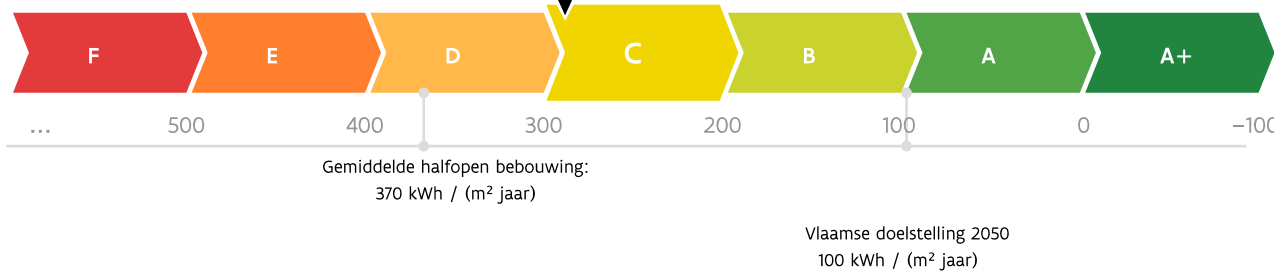 F E D C B A A+
... 500 400 300 200 100 0 −100
Gemiddelde halfopen bebouwing:
370 kWh / (m² jaar)
Vlaamse doelstelling 2050
100 kWh / (m² jaar)